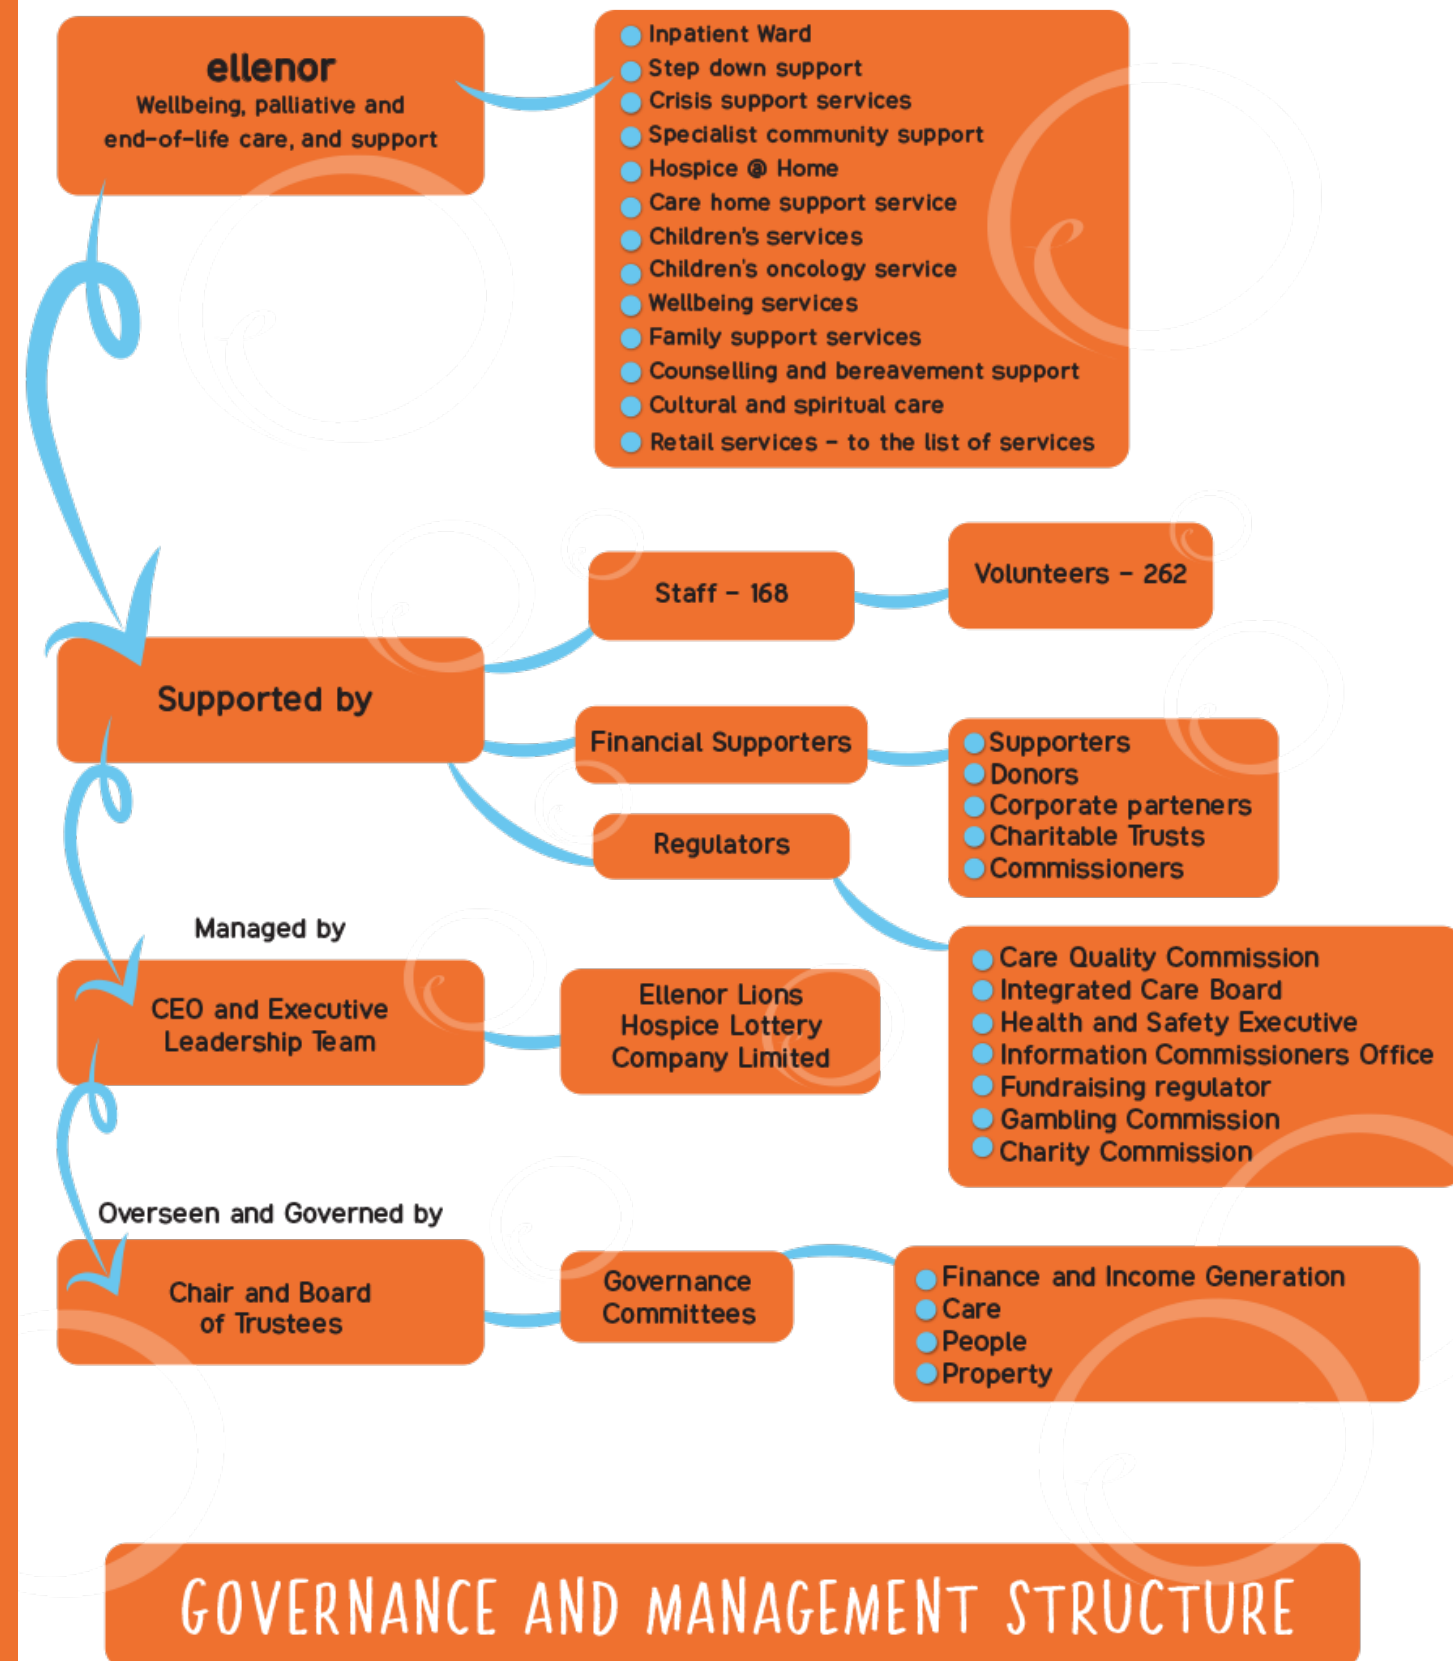 ellenor
Wellbeing, palliative and
end-of-life care, and support
Inpatient Ward
Step down support
Crisis support services
Specialist community support
Hospice @ Home
Care home support service
Children's services
Children's oncology service
Wellbeing services
Family support services
Counselling and bereavement support
Cultural and spiritual care
Retail services - to the list of services
Supported by
Staff - 168
Volunteers - 262
Financial Supporters
Supporters
Donors
Corporate parteners
Charitable Trusts
Commissioners
Regulators
Care Quality Commission
Integrated Care Board
Health and Safety Executive
Information Commissioners Office
Fundraising regulator
Gambling Commission
Charity Commission
Managed by
CEO and Executive
Leadership Team
Ellenor Lions
Hospice Lottery
Company Limited
Overseen and Governed by
Chair and Board
of Trustees
Governance
Committees
Finance and Income Generation
Care
People
Property
GOVERNANCE AND MANAGEMENT STRUCTURE